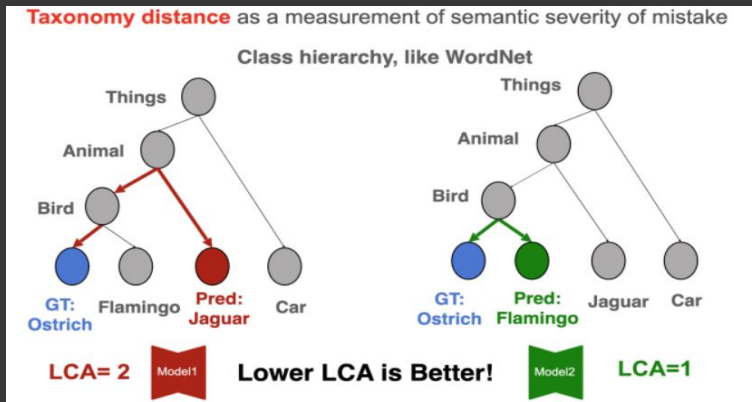 Taxonomy distance as a measurement of semantic severity of mistake
Class hierarchy, like WordNet
Things
Animal
Bird
GT:
Ostrich
Flamingo
Pred:
Jaguar
Car
LCA= 2
Model1
Things
Animal
Bird
GT:
Ostrich
Pred:
Flamingo
Jaguar
Car
Lower LCA is Better!
Model2
LCA=1